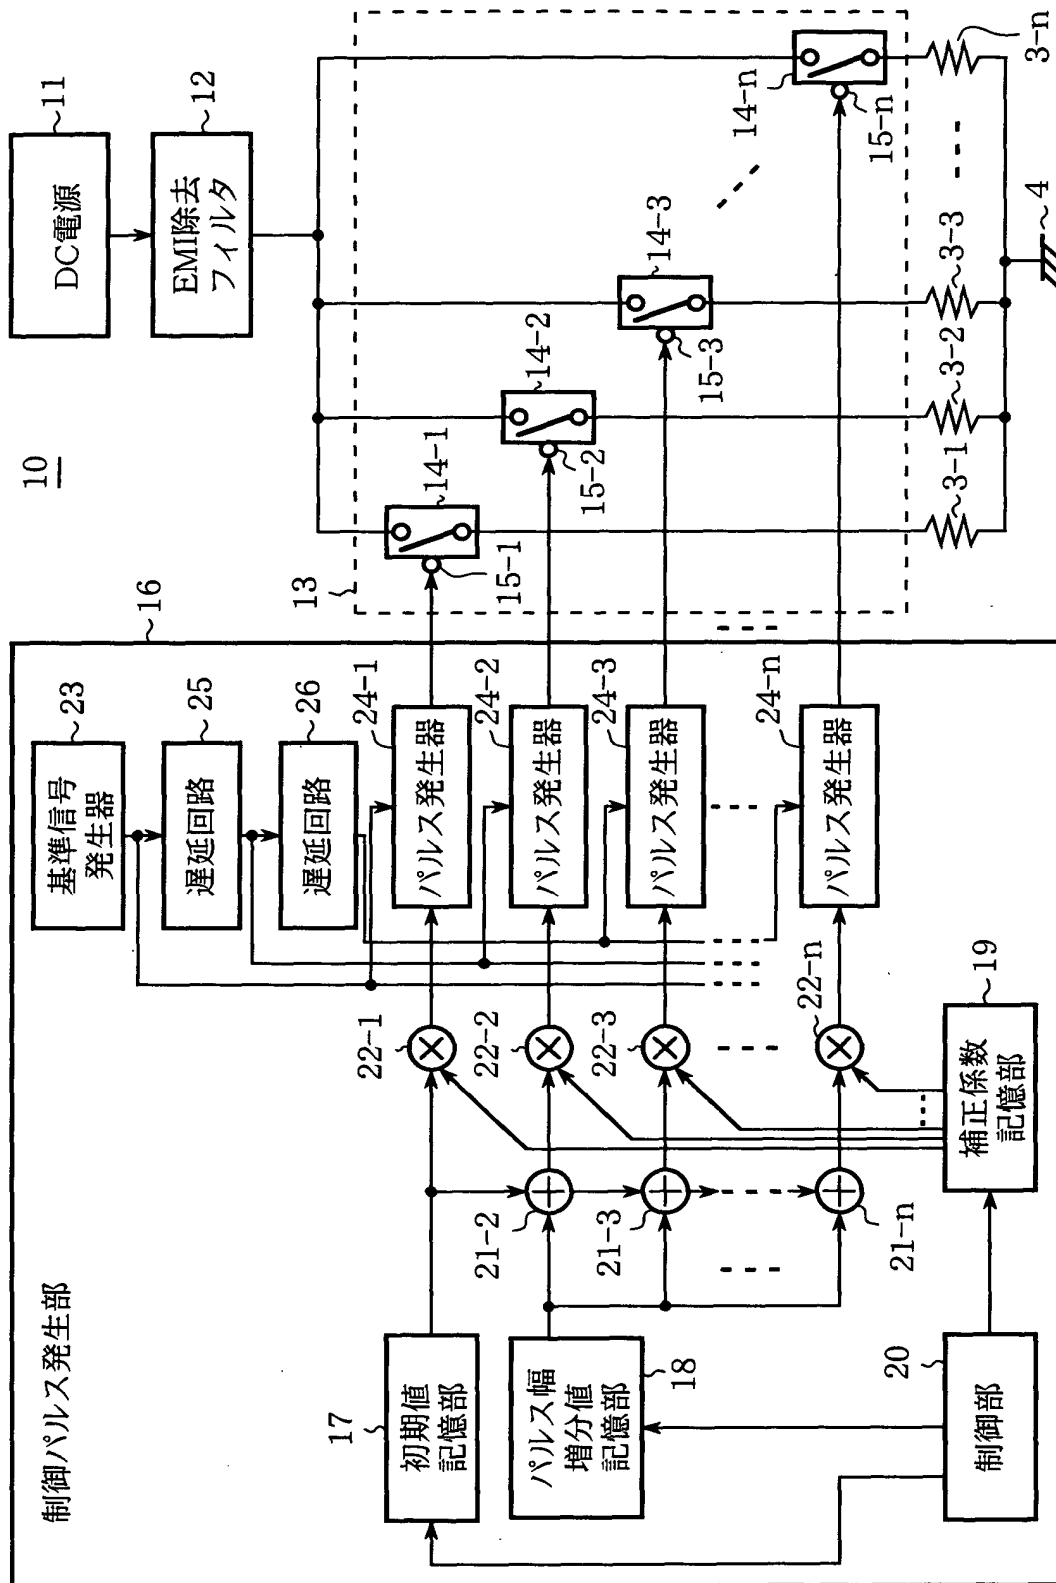 10
DC電源
11
EMI除去
フィルタ
12
13
14-1
14-2
14-3
14-n
15-1
15-2
15-3
15-n
3-1
3-2
3-3
3-n
4
制御パルス発生部
16
基準信号
発生器
23
遅延回路
25
遅延回路
26
パルス発生器
24-1
パルス発生器
24-2
パルス発生器
24-3
パルス発生器
24-n
22-1
22-2
22-3
22-n
21-2
21-3
21-n
初期値
記憶部
17
パルス幅
増分値
記憶部
18
補正係数
記憶部
19
制御部
20